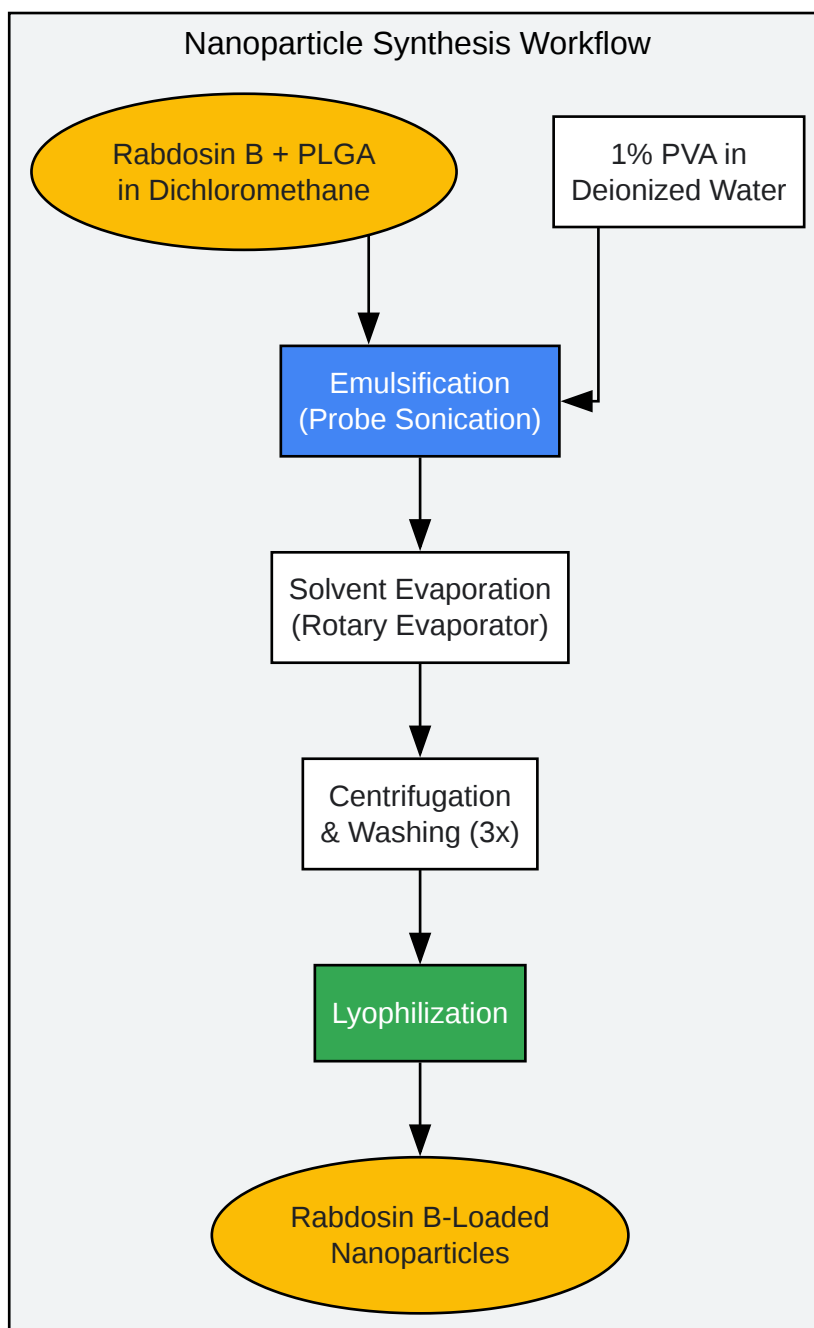 Nanoparticle Synthesis Workflow
Rabdosin B + PLGA
in Dichloromethane
1% PVA in
Deionized Water
Emulsification
(Probe Sonication)
Solvent Evaporation
(Rotary Evaporator)
Centrifugation
& Washing (3x)
Lyophilization
Rabdosin B-Loaded
Nanoparticles